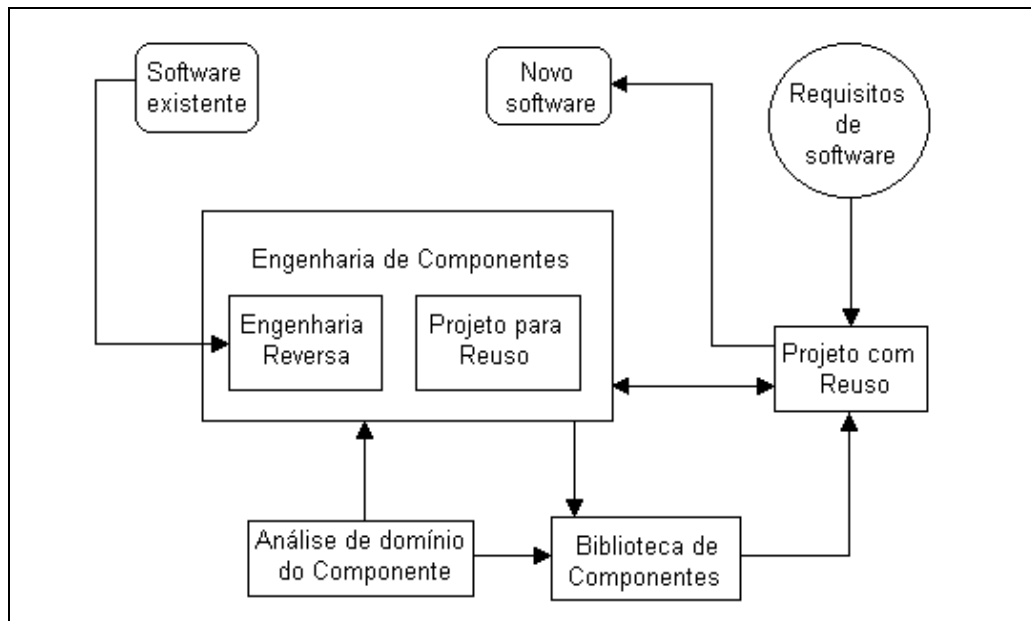 Software
existente
Novo
software
Requisitos
de
software
Engenharia de Componentes
Engenharia
Reversa
Projeto para
Reuso
Projeto com
Reuso
Análise de domínio
do Componente
Biblioteca de
Componentes